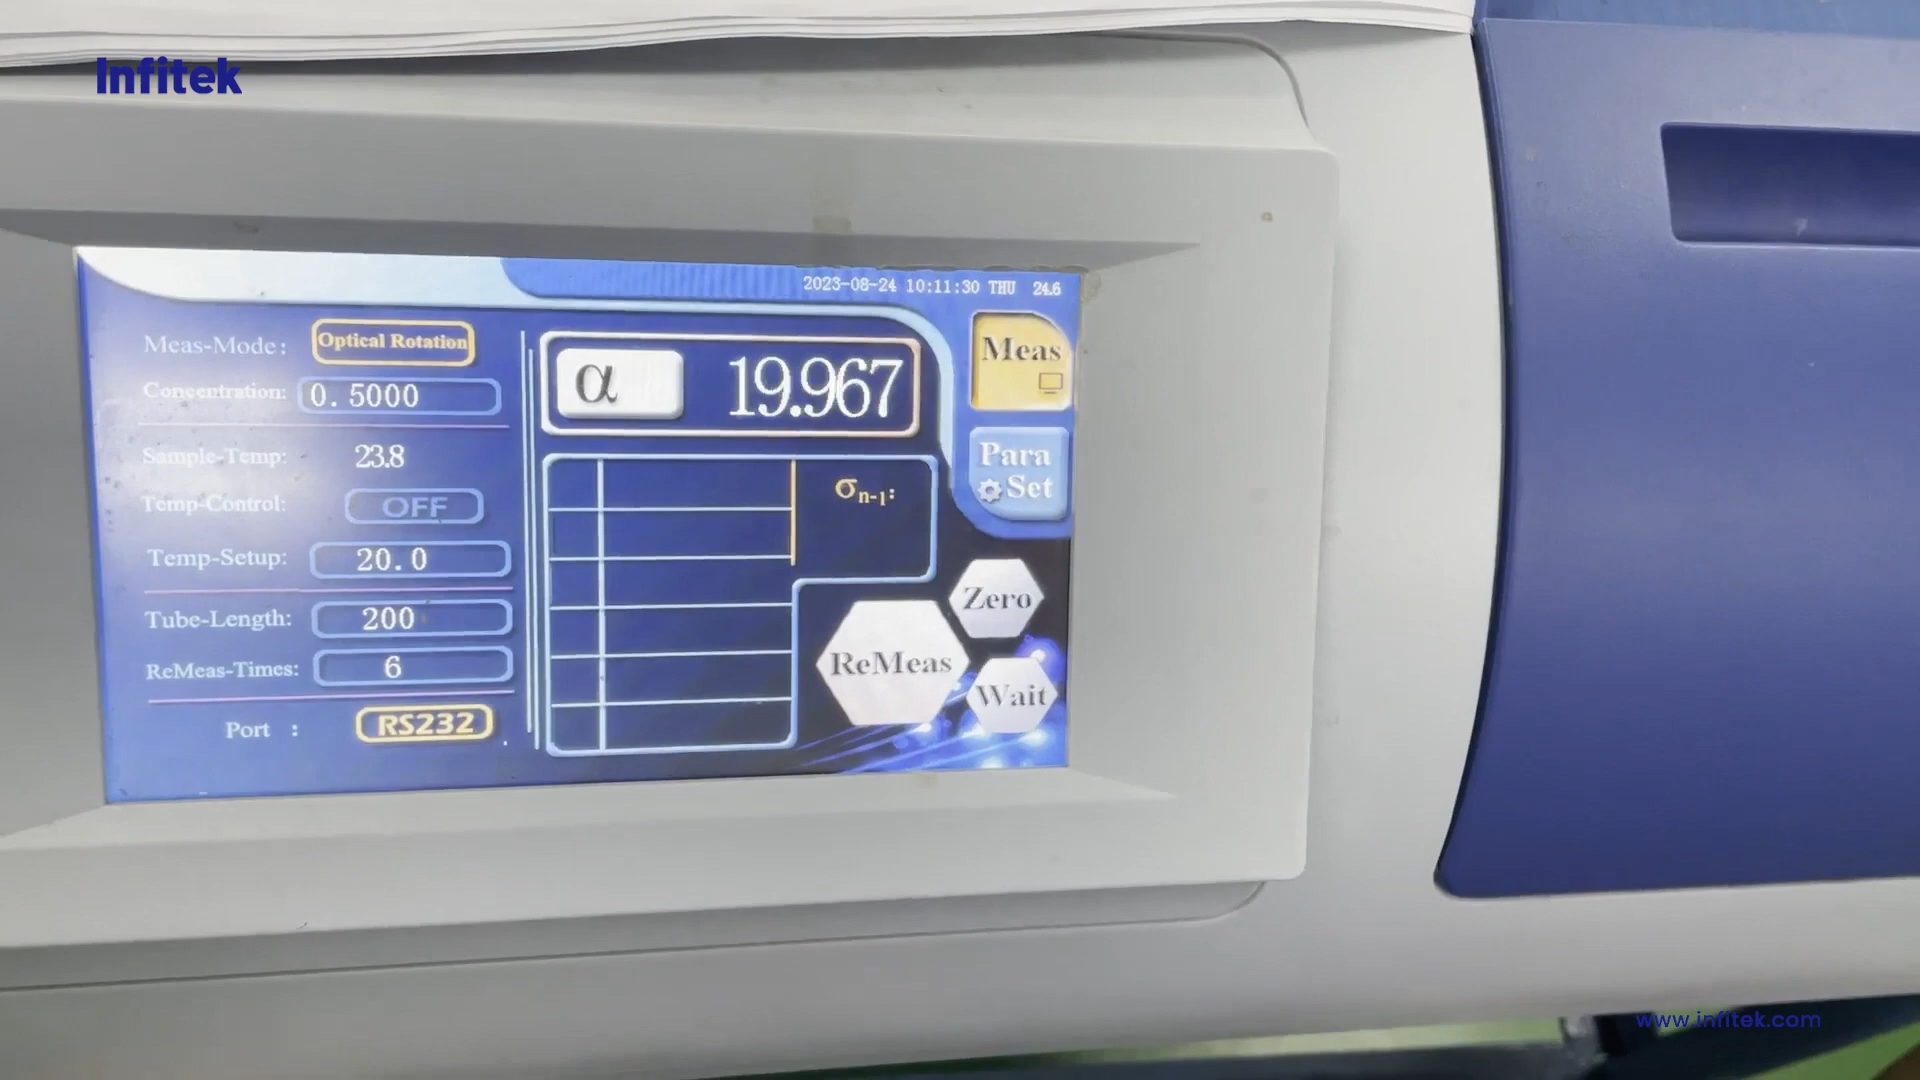 Infitek
2023-08-24 10:11:30 THU 24.6
Meas-Mode: Optical Rotation
Concentration: 0.5000
Sample-Temp: 23.8
Temp-Control: OFF
Temp-Setup: 20.0
Tube-Length: 200
ReMeas-Times: 6
Port : RS232
α 19.967
σn-1:
Meas
Para
Set
Zero
ReMeas
Wait
www.infitek.com